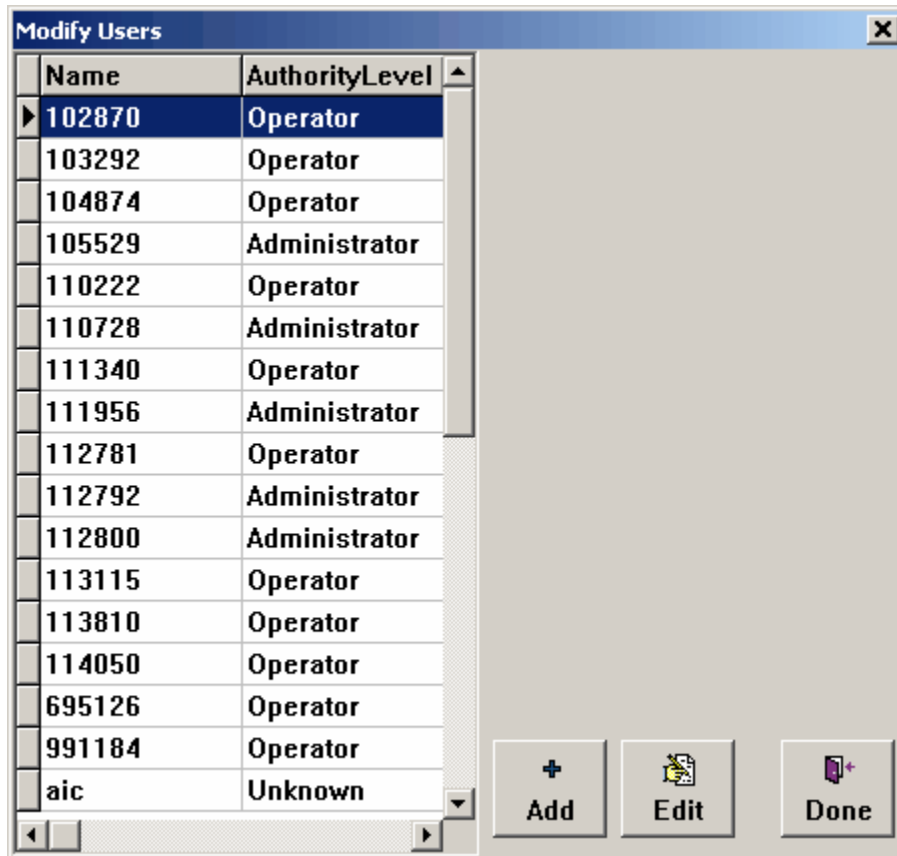 Modify Users
Name AuthorityLevel
102870 Operator
103292 Operator
104874 Operator
105529 Administrator
110222 Operator
110728 Administrator
111340 Operator
111956 Administrator
112781 Operator
112792 Administrator
112800 Administrator
113115 Operator
113810 Operator
114050 Operator
695126 Operator
991184 Operator
aic Unknown
Add Edit Done